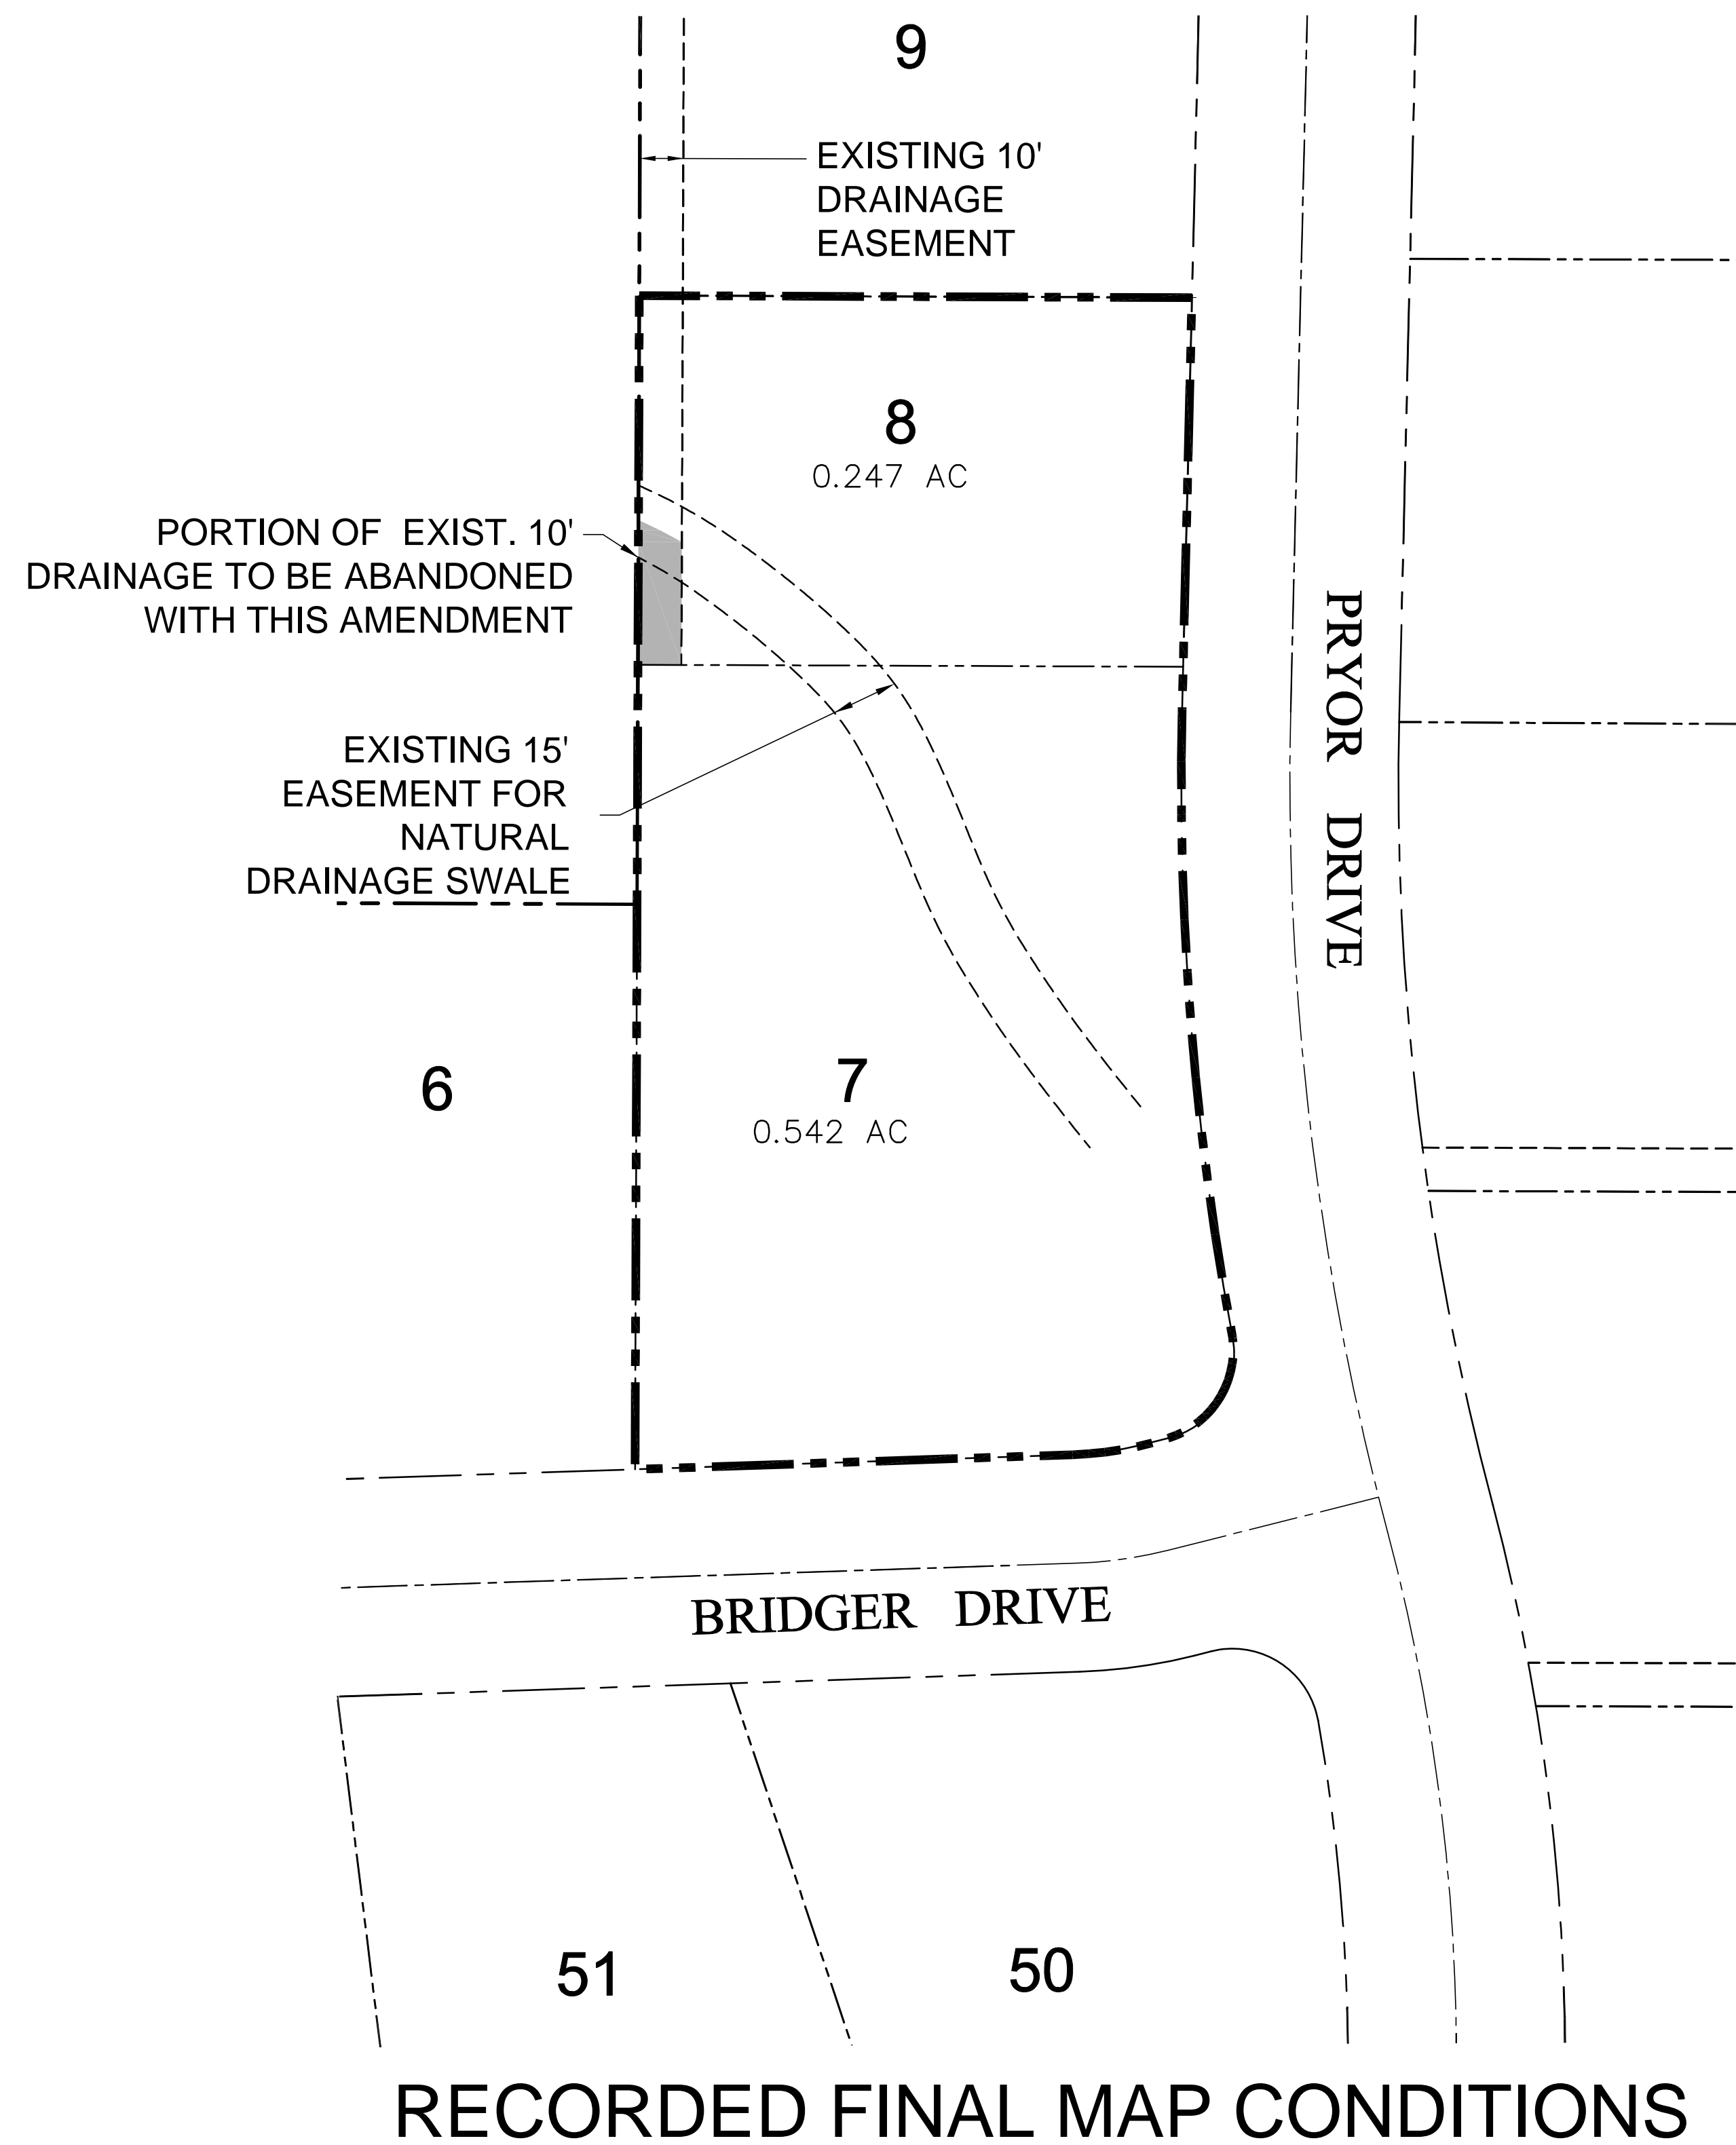 9
EXISTING 10'
DRAINAGE
EASEMENT
8
0.247 AC
PORTION OF EXIST. 10'
DRAINAGE TO BE ABANDONED
WITH THIS AMENDMENT
PRYOR DRIVE
EXISTING 15'
EASEMENT FOR
NATURAL
DRAINAGE SWALE
6
7
0.542 AC
BRIDGER DRIVE
51
50
RECORDED FINAL MAP CONDITIONS